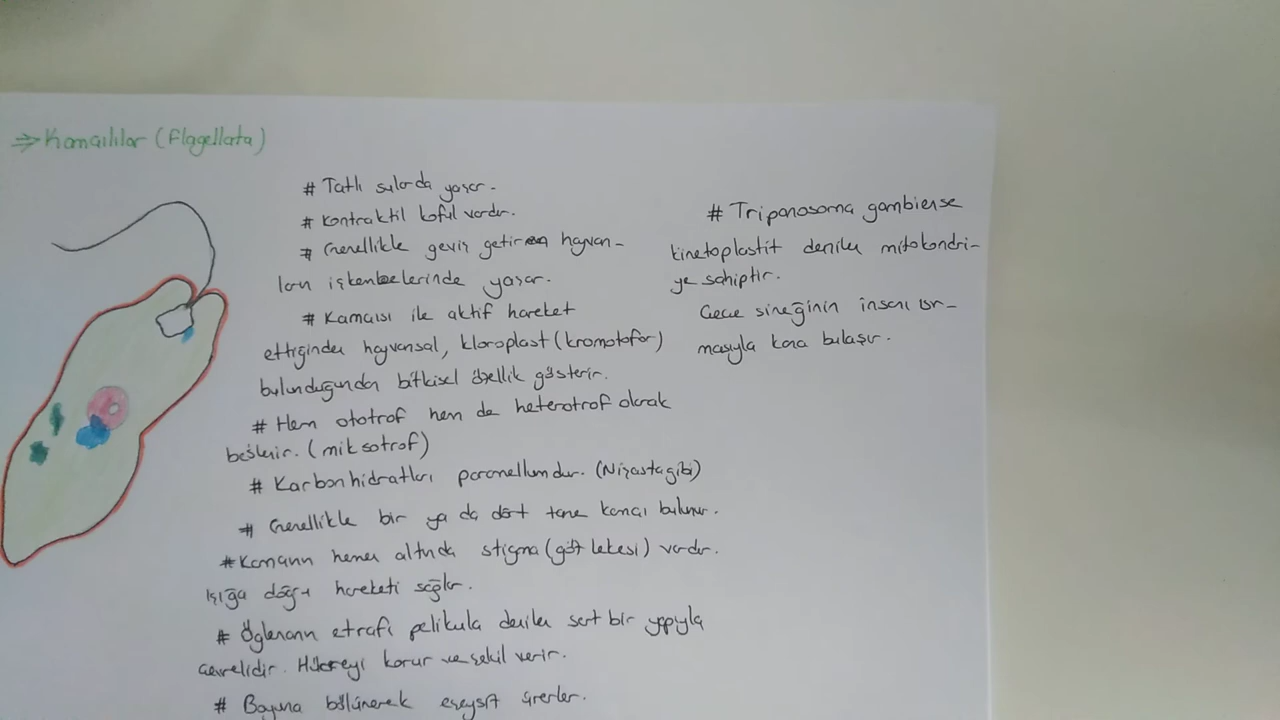 ⇒ Kamçılılar (Flagellata)
# Tatlı sularda yaşar.
# Kontraktil koful vardır.
# Genellikle geviş getiren hayvan-
ların işkembelerinde yaşar.
# Kamçısı ile aktif hareket
ettiğinden hayvansal, kloroplast (kromotofor)
bulunduğundan bitkisel özellik gösterir.
# Hem ototrof hem de heterotrof olarak
beslenir. (miksotrof)
# Karbonhidratları paramellumdur. (Nişasta gibi)
# Genellikle bir ya da dört tane kamçı bulunur.
# Kamçının hemen altında stigma (göz lekesi) vardır.
Işığa doğru hareketi sağlar.
# Öglenanın etrafı pelikula denilen sert bir yapıyla
çevrelidir. Hücreyi korur ve şekil verir.
# Boyuna bölünerek eşeysiz ürerler.
# Tripanosoma gambiense
kinetoplastit denilen mitokondri-
ye sahiptir.
Çeçe sineğinin insanı ısır-
masıyla kana bulaşır.